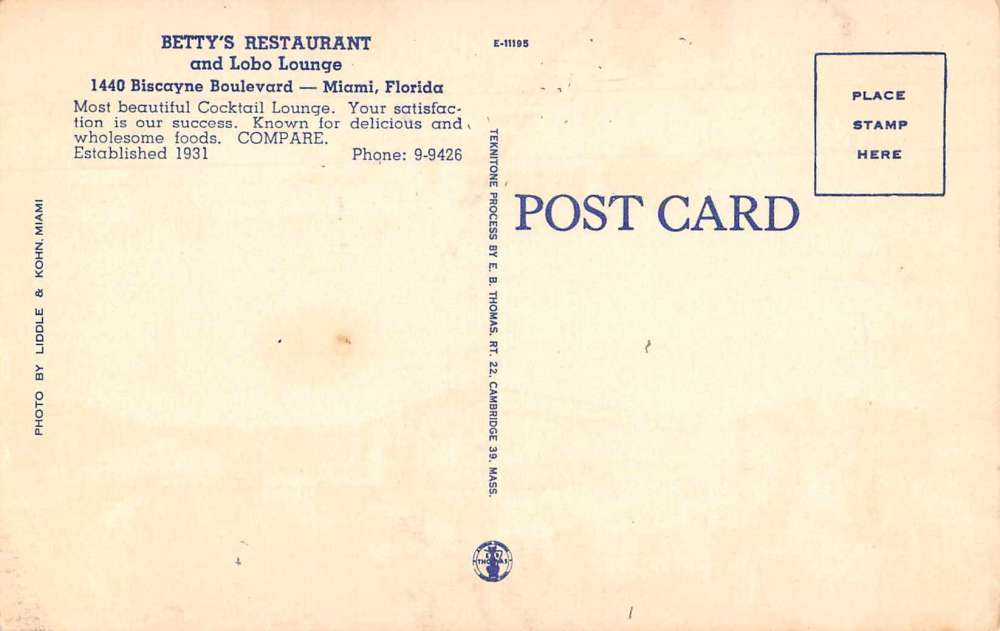 BETTY'S RESTAURANT
and Lobo Lounge
1440 Biscayne Boulevard — Miami, Florida
Most beautiful Cocktail Lounge. Your satisfac-
tion is our success. Known for delicious and
wholesome foods. COMPARE.
Established 1931 Phone: 9-9426
PHOTO BY LIDDLE & KOHN, MIAMI
E-11195
TEKNITONE PROCESS BY E. B. THOMAS, RT. 22, CAMBRIDGE 39, MASS.
POST CARD
PLACE
STAMP
HERE
THOMAS